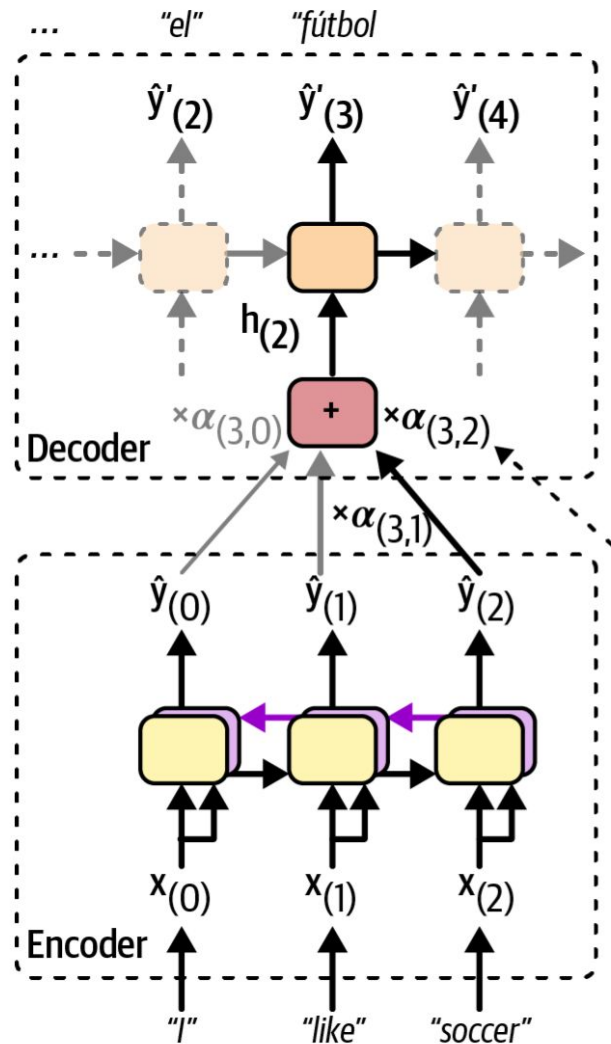 ... "el" "fútbol
ŷ'(2) ŷ'(3) ŷ'(4)
...
h(2)
+
×α(3,0) ×α(3,2)
Decoder
×α(3,1)
ŷ(0) ŷ(1) ŷ(2)
x(0) x(1) x(2)
Encoder
"I" "like" "soccer"